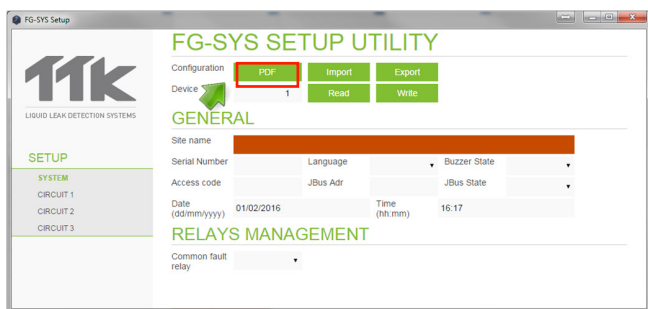 FG-SYS Setup
FG-SYS SETUP UTILITY
TTK
LIQUID LEAK DETECTION SYSTEMS
Configuration PDF Import Export
Device 1 Read Write
GENERAL
Site name
Serial Number Language Buzzer State
Access code JBus Adr JBus State
Date (dd/mm/yyyy) 01/02/2016 Time (hh:mm) 16:17
RELAYS MANAGEMENT
Common fault relay
SETUP
SYSTEM
CIRCUIT 1
CIRCUIT 2
CIRCUIT 3